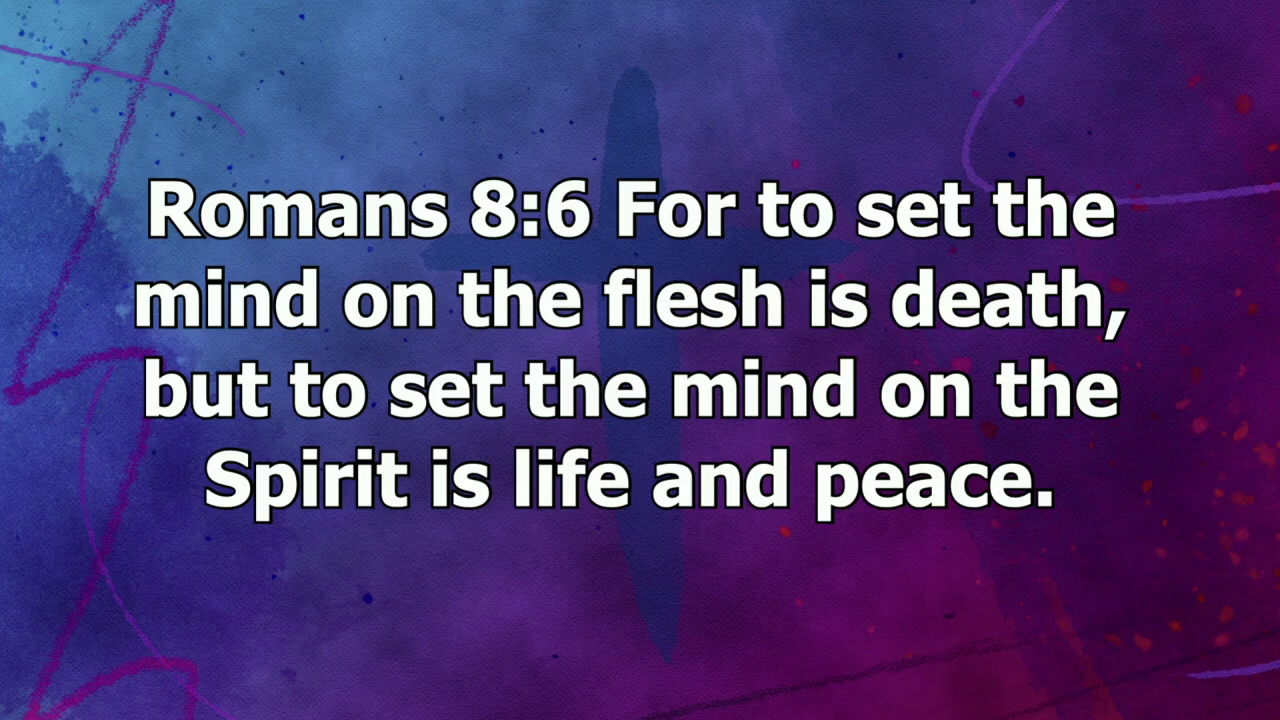 Romans 8:6 For to set the
mind on the flesh is death,
but to set the mind on the
Spirit is life and peace.